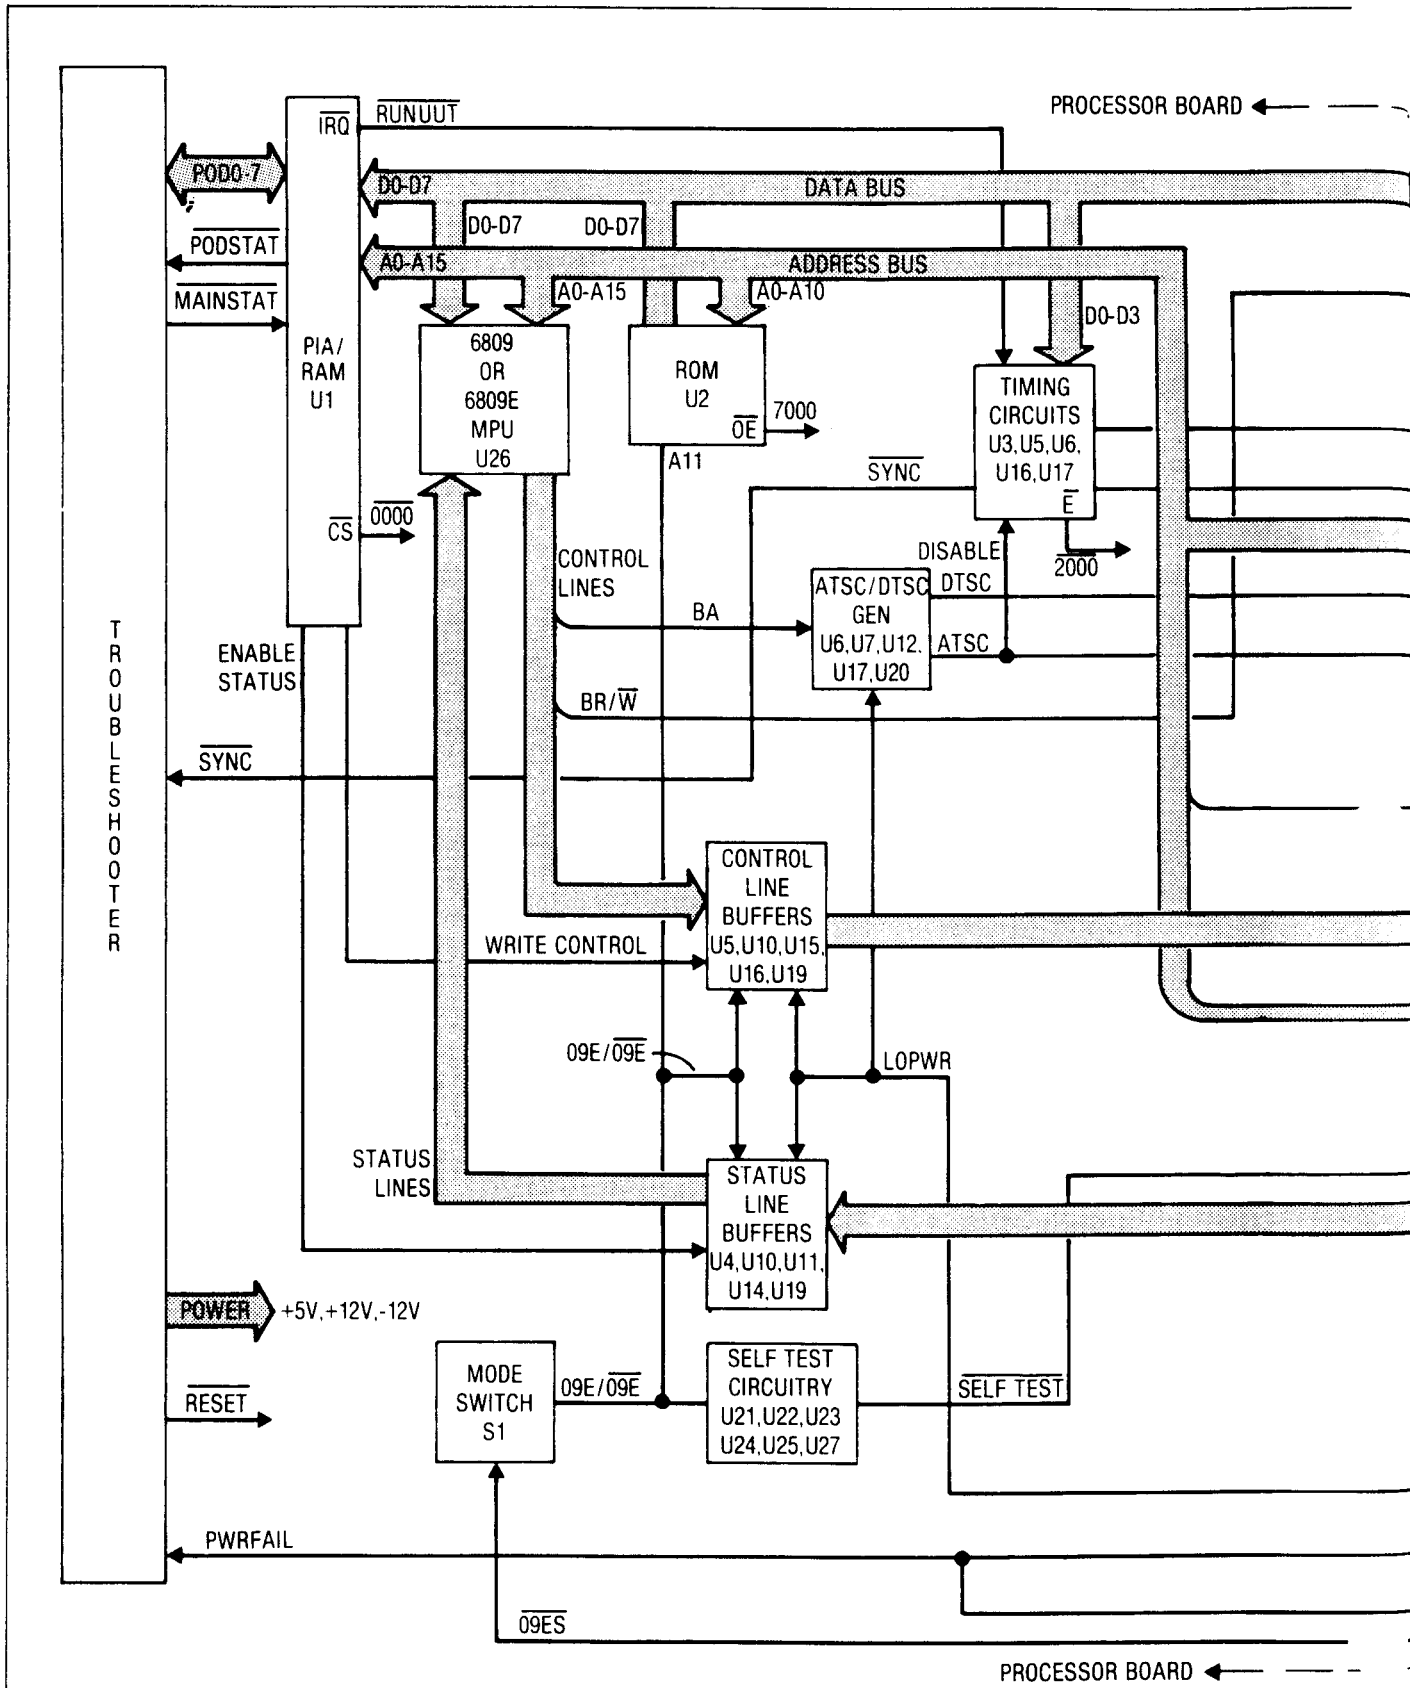 PROCESSOR BOARD
IRQ
RUNUUT
POD0-7
D0-D7
DATA BUS
D0-D7
D0-D7
PODSTAT
A0-A15
ADDRESS BUS
MAINSTAT
A0-A15
A0-A10
D0-D3
PIA/
RAM
U1
6809
OR
6809E
MPU
U26
ROM
U2
OE
7000
A11
TIMING
CIRCUITS
U3,U5,U6,
U16,U17
E
SYNC
2000
CS
0000
CONTROL
LINES
DISABLE
DTSC
ATSC/DTSC
GEN
U6,U7,U12,
U17,U20
BA
ATSC
TROUBLESHOOTER
ENABLE
STATUS
BR/W
SYNC
CONTROL
LINE
BUFFERS
U5,U10,U15,
U16,U19
WRITE CONTROL
09E/09E
LOPWR
STATUS
LINES
STATUS
LINE
BUFFERS
U4,U10,U11,
U14,U19
POWER
+5V,+12V,-12V
RESET
MODE
SWITCH
S1
09E/09E
SELF TEST
CIRCUITRY
U21,U22,U23
U24,U25,U27
SELF TEST
PWRFAIL
09ES
PROCESSOR BOARD